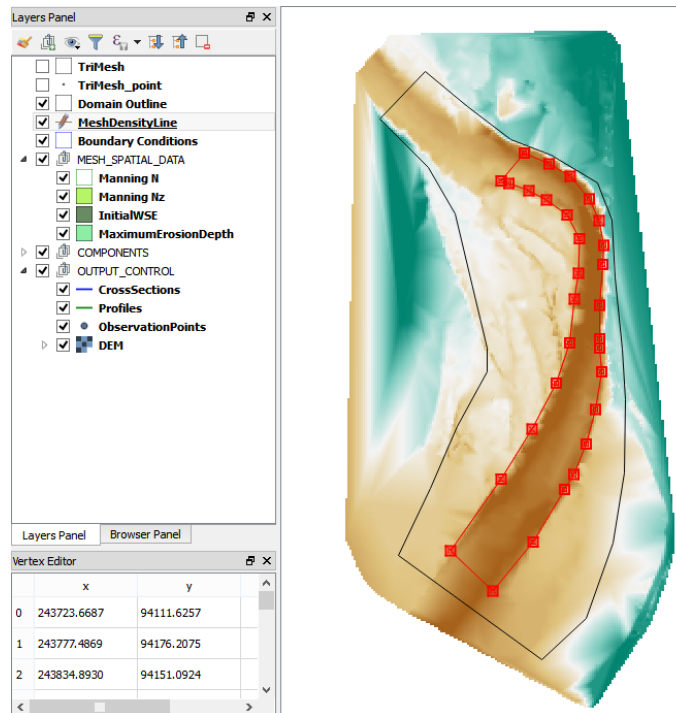 Layers Panel
TriMesh
TriMesh_point
Domain Outline
MeshDensityLine
Boundary Conditions
MESH_SPATIAL_DATA
Manning N
Manning Nz
InitialWSE
MaximumErosionDepth
COMPONENTS
OUTPUT_CONTROL
CrossSections
Profiles
ObservationPoints
DEM
Layers Panel Browser Panel
Vertex Editor
x y
0 243723.6687 94111.6257
1 243777.4869 94176.2075
2 243834.8930 94151.0924